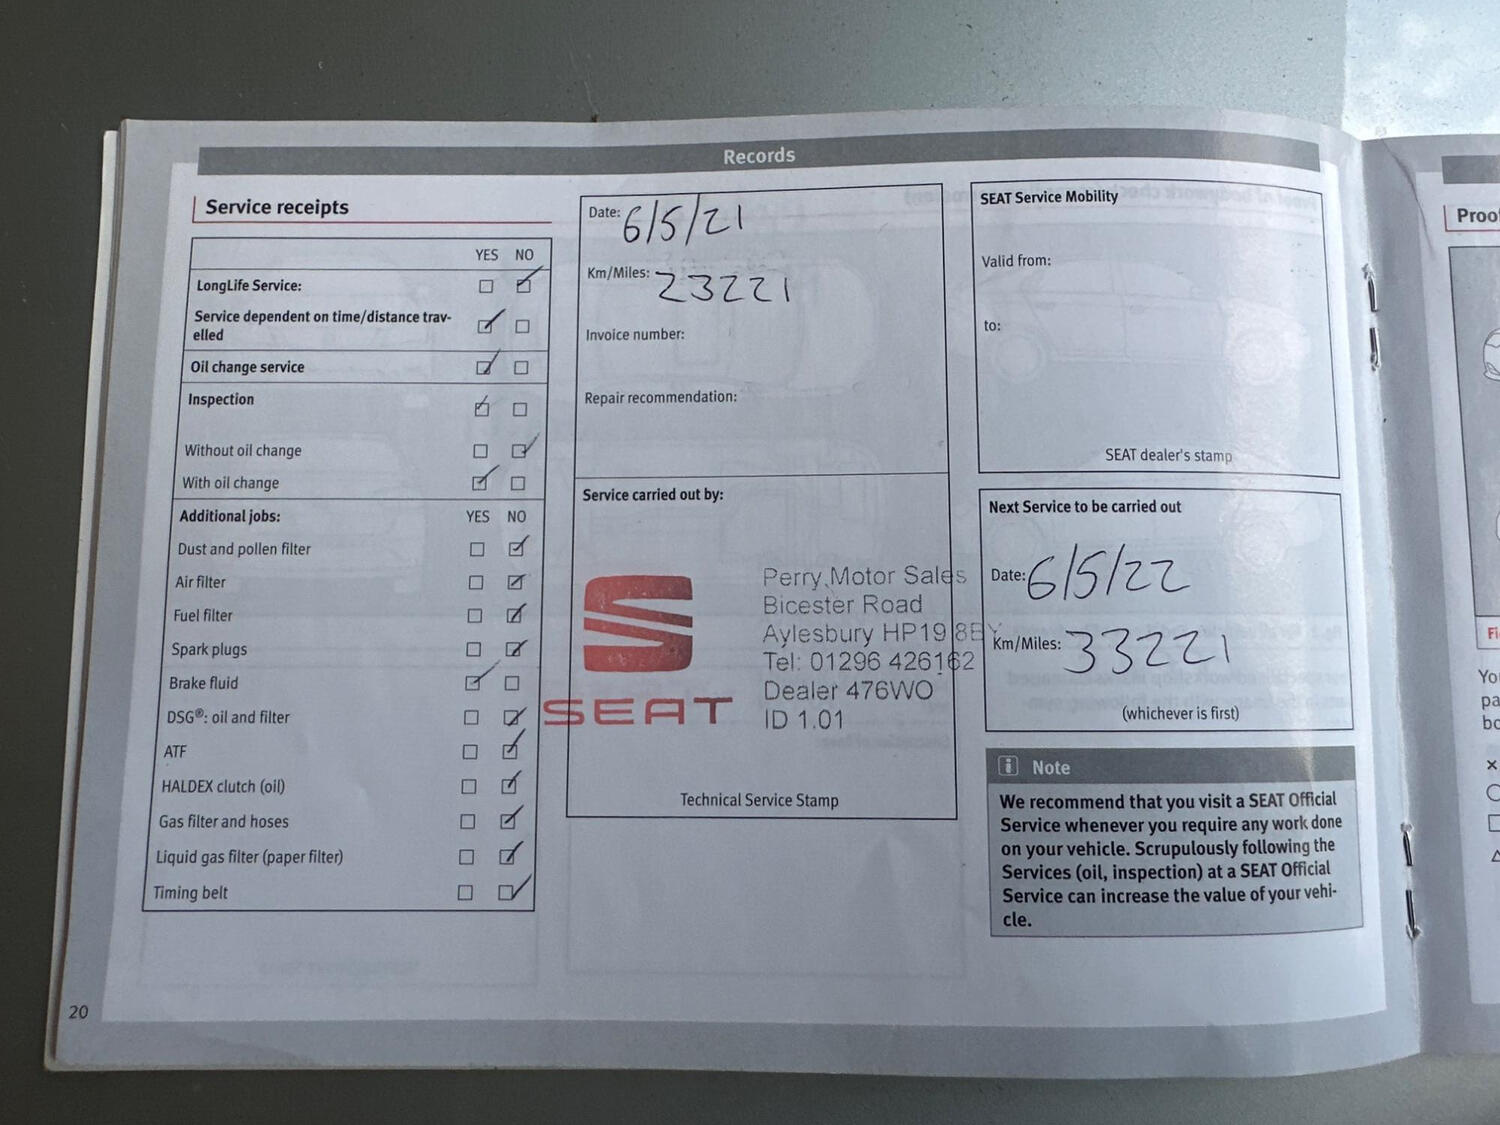 Records
Service receipts
YES NO
LongLife Service:
Service dependent on time/distance trav-
elled
Oil change service
Inspection
Without oil change
With oil change
Additional jobs: YES NO
Dust and pollen filter
Air filter
Fuel filter
Spark plugs
Brake fluid
DSG®: oil and filter
ATF
HALDEX clutch (oil)
Gas filter and hoses
Liquid gas filter (paper filter)
Timing belt
Date: 6/5/21
Km/Miles: 23221
Invoice number:
Repair recommendation:
Service carried out by:
SEAT
Perry Motor Sales
Bicester Road
Aylesbury HP19 8BY
Tel: 01296 426162
Dealer 476WO
ID 1.01
Technical Service Stamp
SEAT Service Mobility
Valid from:
to:
SEAT dealer's stamp
Next Service to be carried out
Date: 6/5/22
Km/Miles: 33221
(whichever is first)
i Note
We recommend that you visit a SEAT Official
Service whenever you require any work done
on your vehicle. Scrupulously following the
Services (oil, inspection) at a SEAT Official
Service can increase the value of your vehi-
cle.
20
Proo
Fi
You
pa
bo